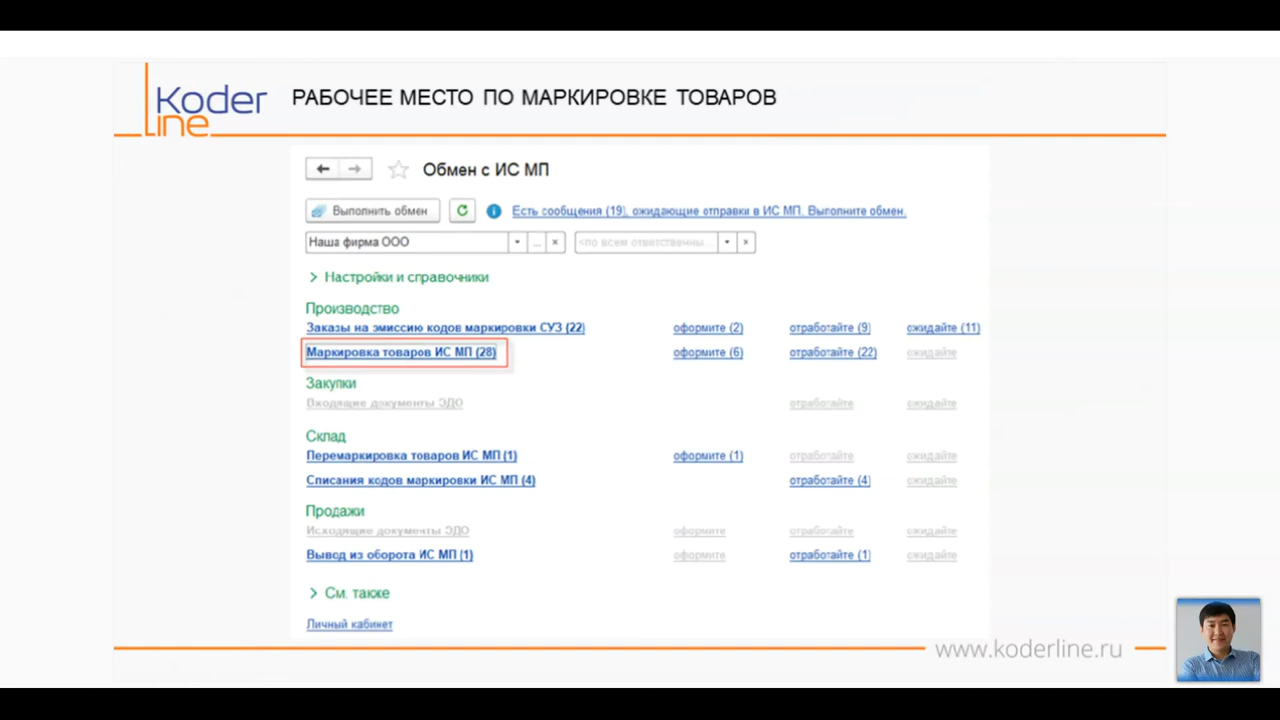 Koder line
РАБОЧЕЕ МЕСТО ПО МАРКИРОВКЕ ТОВАРОВ
Обмен с ИС МП
Выполнить обмен Есть сообщения (19), ожидающие отправки в ИС МП. Выполните обмен.
Наша фирма ООО <по всем ответственны...
Настройки и справочники
Производство
Заказы на эмиссию кодов маркировки СУЗ (22) оформите (2) отработайте (9) ожидайте (11)
Маркировка товаров ИС МП (28) оформите (6) отработайте (22) ожидайте
Закупки
Входящие документы ЭДО отработайте ожидайте
Склад
Перемаркировка товаров ИС МП (1) оформите (1) отработайте ожидайте
Списания кодов маркировки ИС МП (4) отработайте (4) ожидайте
Продажи
Исходящие документы ЭДО оформите отработайте ожидайте
Вывод из оборота ИС МП (1) оформите отработайте (1) ожидайте
См. также
Личный кабинет
www.koderline.ru